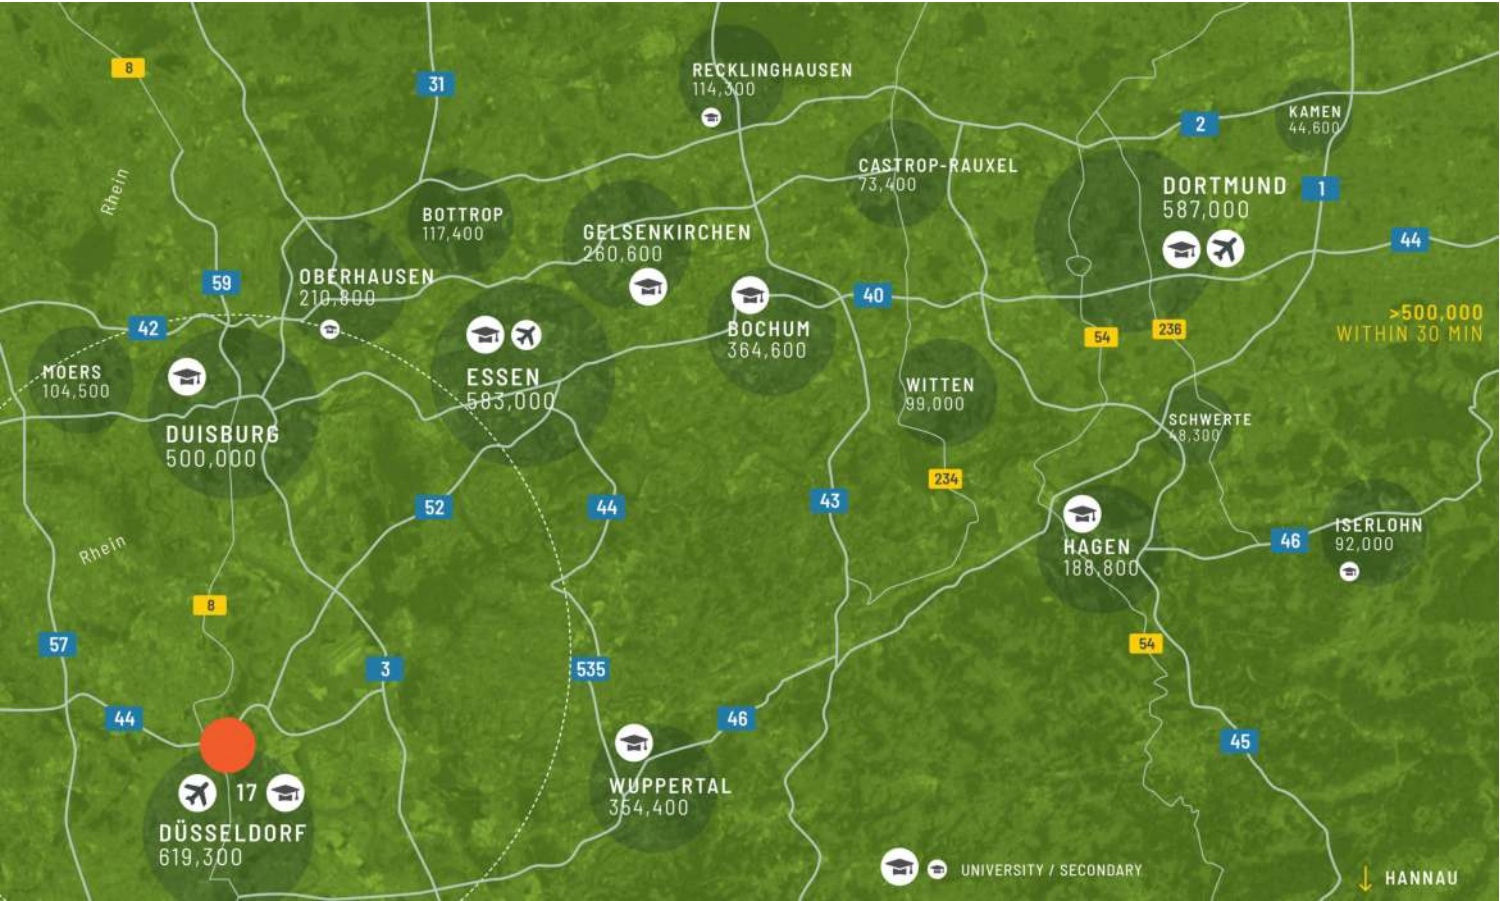 8
31
RECKLINGHAUSEN
114,300
2
KAMEN
44,600
Rhein
CASTROP-RAUXEL
73,400
DORTMUND
587,000
1
BOTTROP
117,400
GELSENKIRCHEN
260,600
44
59
OBERHAUSEN
210,800
40
42
BOCHUM
364,600
54
236
>500,000
WITHIN 30 MIN
MOERS
104,500
ESSEN
583,000
WITTEN
99,000
DUISBURG
500,000
SCHWERTE
48,300
234
52
44
43
Rhein
HAGEN
188,800
46
ISERLOHN
92,000
8
57
3
535
54
44
46
45
17
WUPPERTAL
354,400
DÜSSELDORF
619,300
UNIVERSITY / SECONDARY
HANNAU